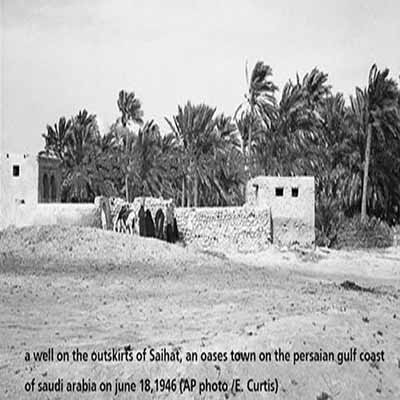 a well on the outskirts of Saihat, an oases town on the persaian gulf coast
of saudi arabia on june 18,1946 (AP photo /E. Curtis)